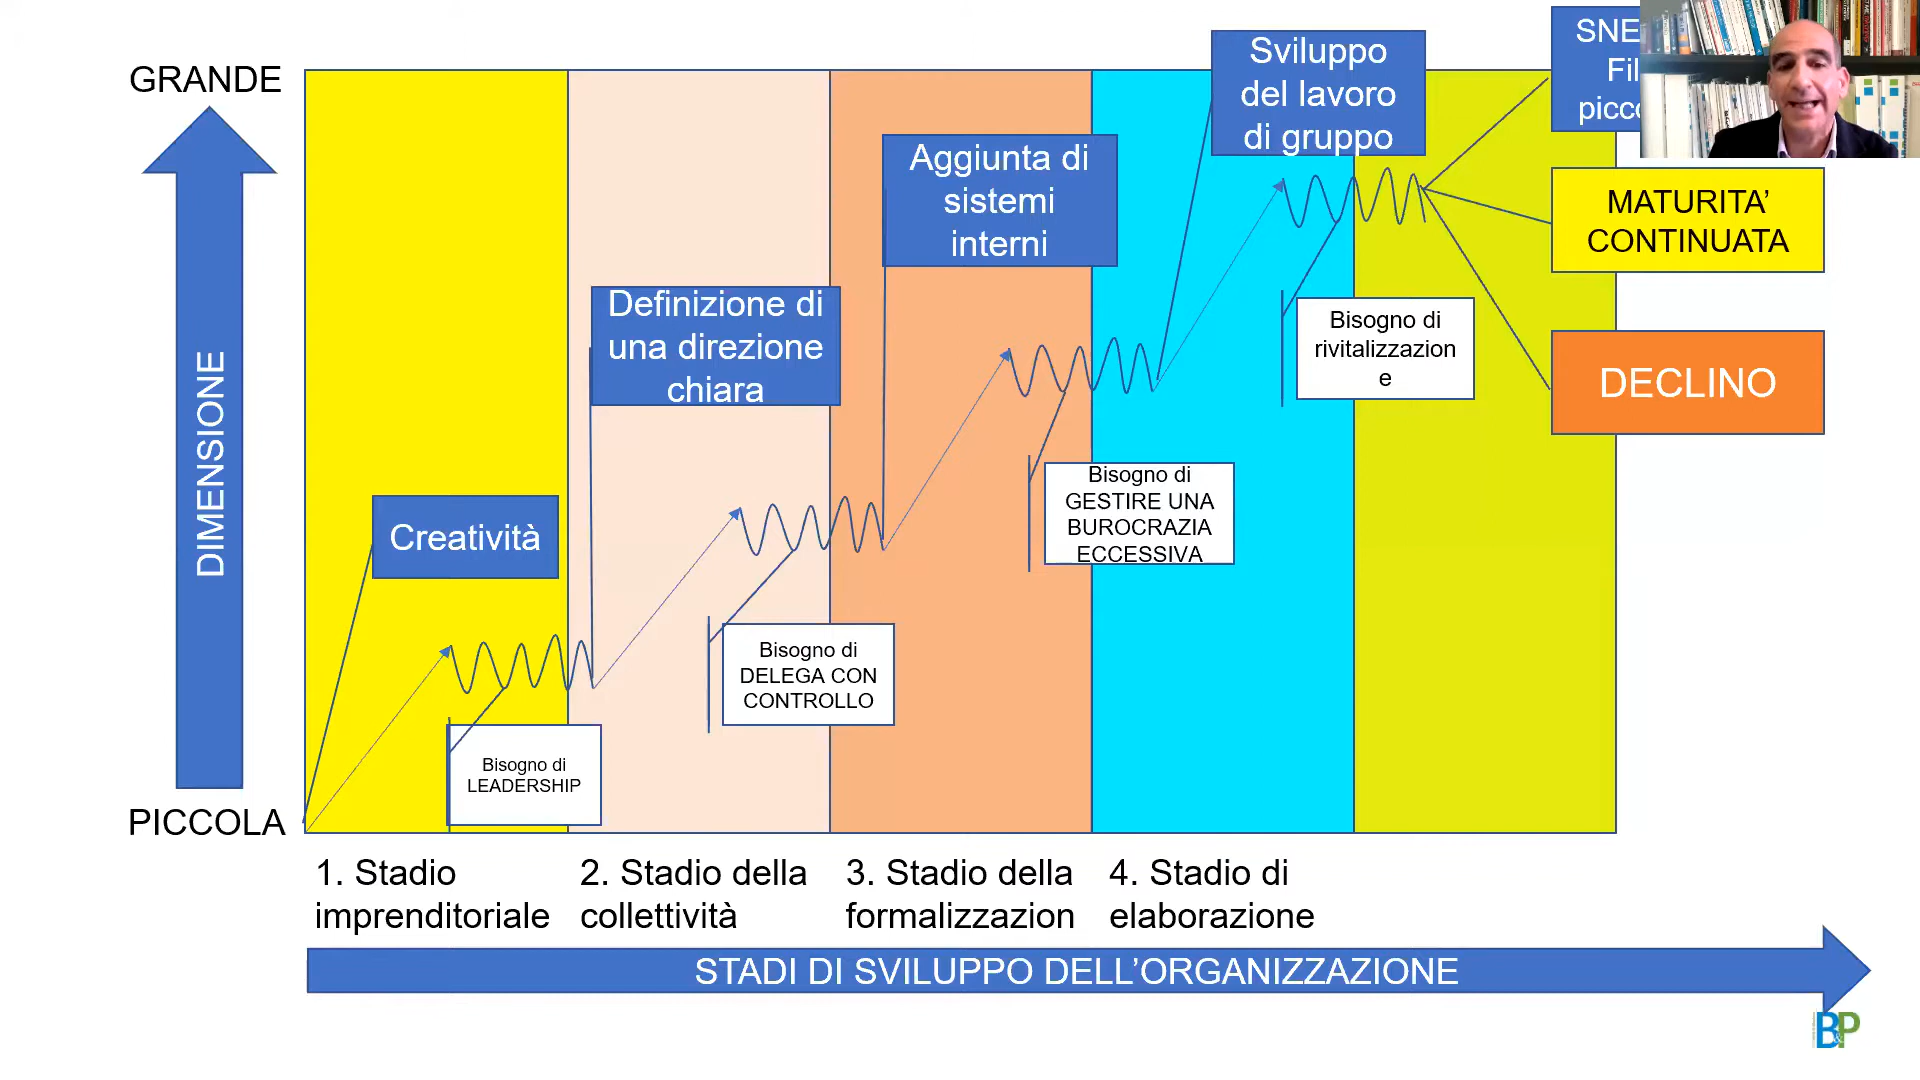 GRANDE
DIMENSIONE
PICCOLA
Creatività
Bisogno di
LEADERSHIP
Definizione di
una direzione
chiara
Bisogno di
DELEGA CON
CONTROLLO
Aggiunta di
sistemi
interni
Bisogno di
GESTIRE UNA
BUROCRAZIA
ECCESSIVA
Sviluppo
del lavoro
di gruppo
Bisogno di
rivitalizzazion
e
MATURITA’
CONTINUATA
DECLINO
1. Stadio
imprenditoriale
2. Stadio della
collettività
3. Stadio della
formalizzazion
4. Stadio di
elaborazione
STADI DI SVILUPPO DELL’ORGANIZZAZIONE
B&P